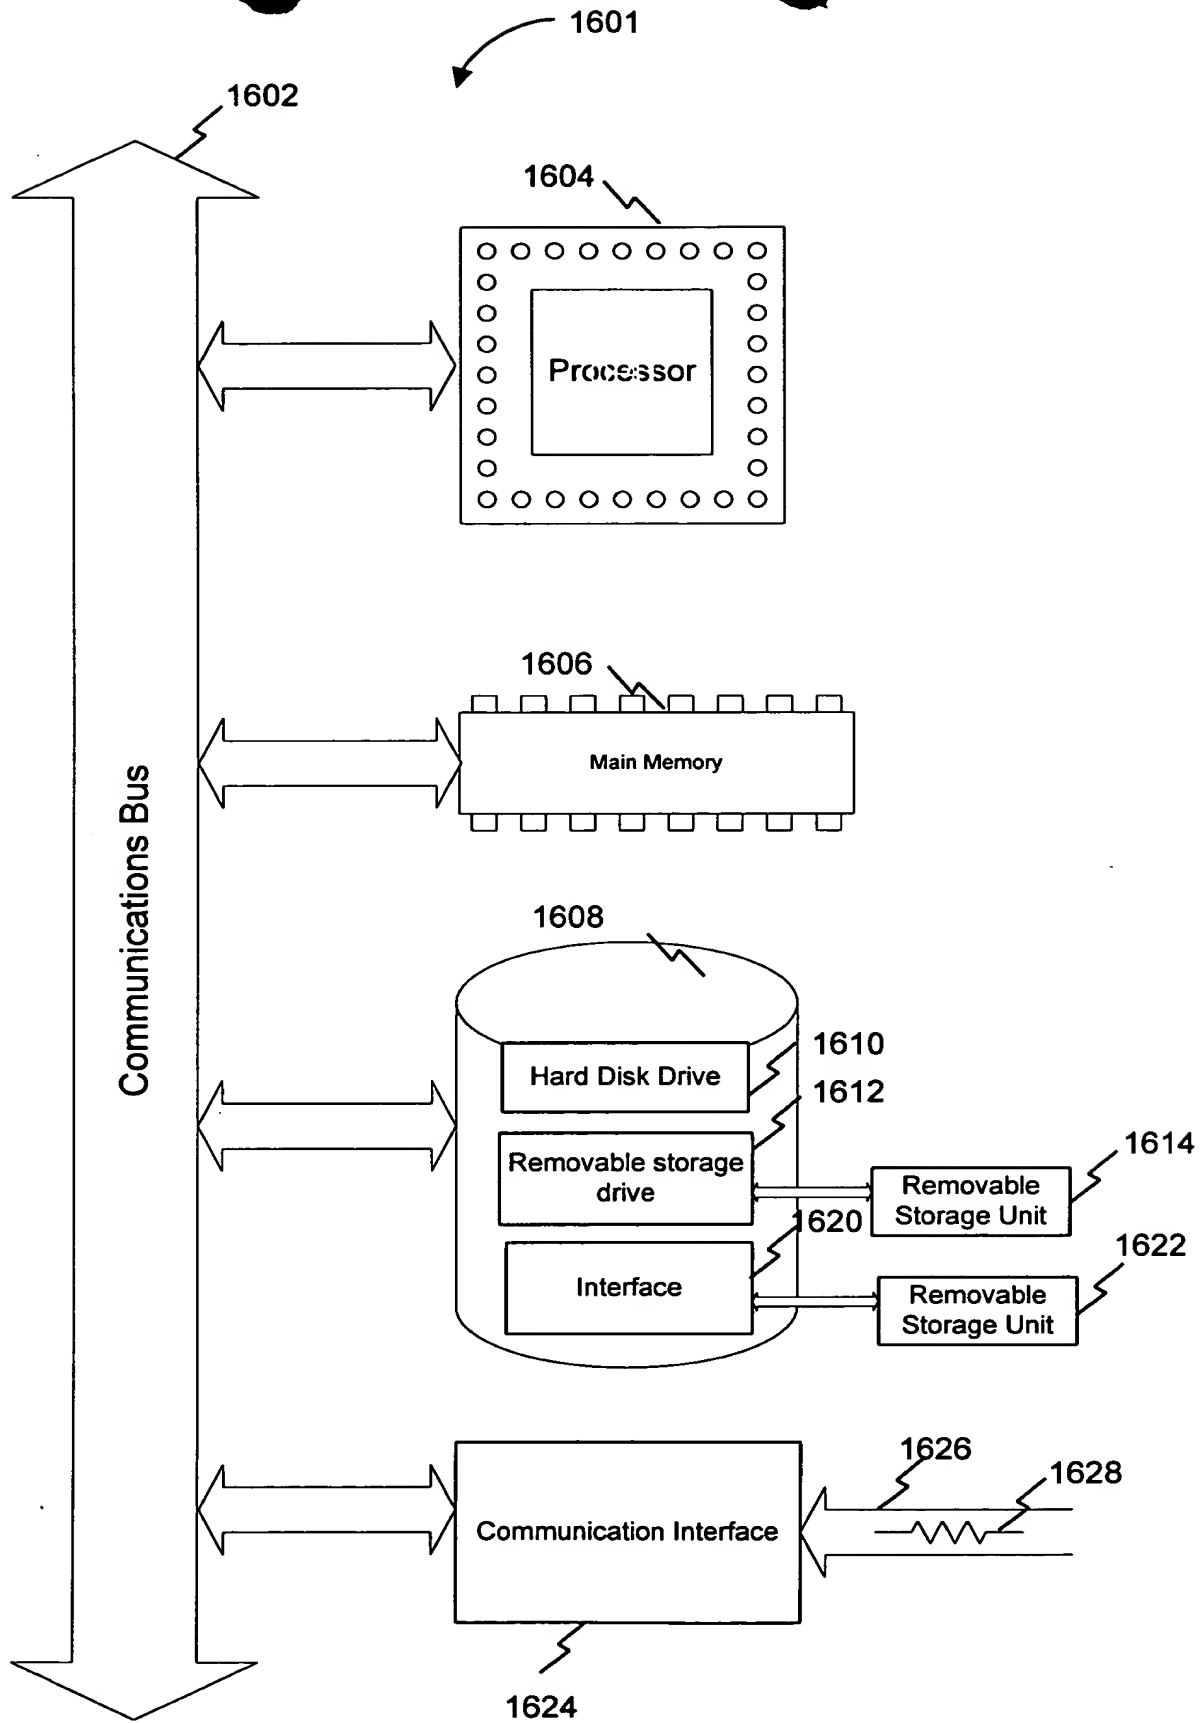 1601
1602
1604
Processor
1606
Main Memory
Communications Bus
1608
1610
Hard Disk Drive
1612
Removable storage
drive
1614
Removable
Storage Unit
1620
Interface
1622
Removable
Storage Unit
1626
1628
Communication Interface
1624